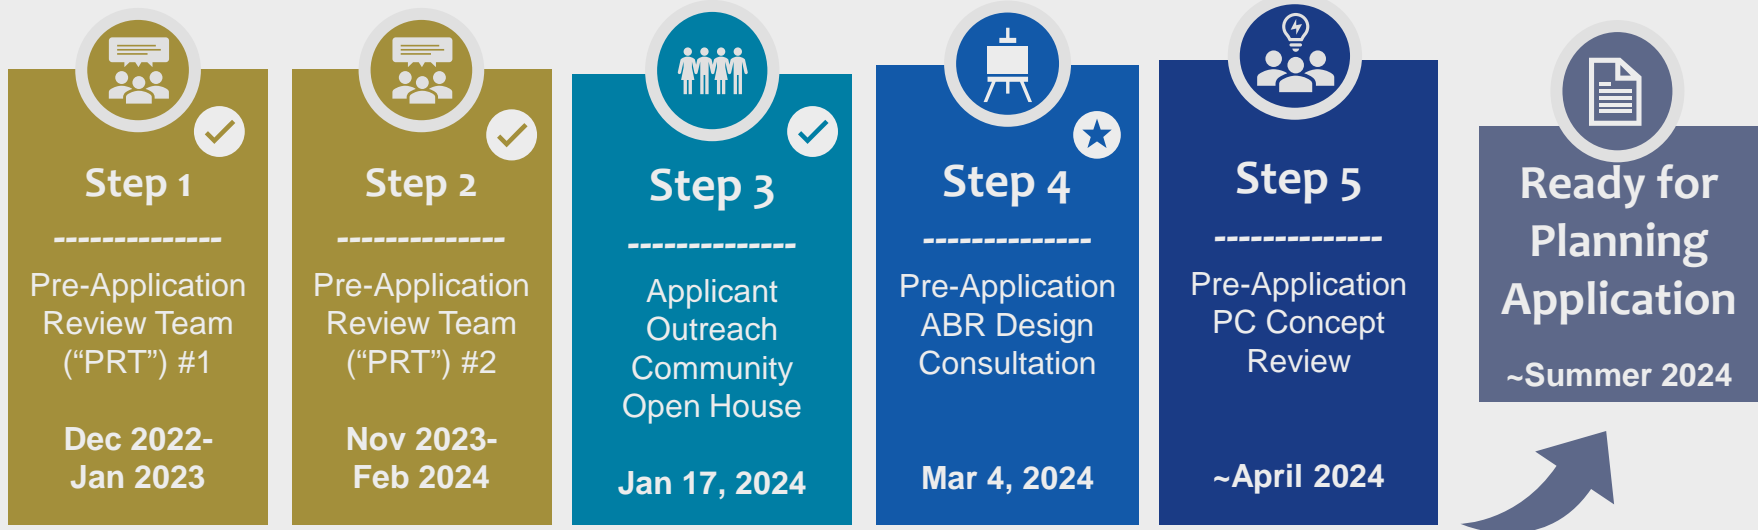 Step 1
--------------
Pre-Application
Review Team
(“PRT”) #1
Dec 2022-
Jan 2023
Step 2
--------------
Pre-Application
Review Team
(“PRT”) #2
Nov 2023-
Feb 2024
Step 3
--------------
Applicant
Outreach
Community
Open House
Jan 17, 2024
Step 4
--------------
Pre-Application
ABR Design
Consultation
Mar 4, 2024
Step 5
--------------
Pre-Application
PC Concept
Review
~April 2024
Ready for
Planning
Application
~Summer 2024